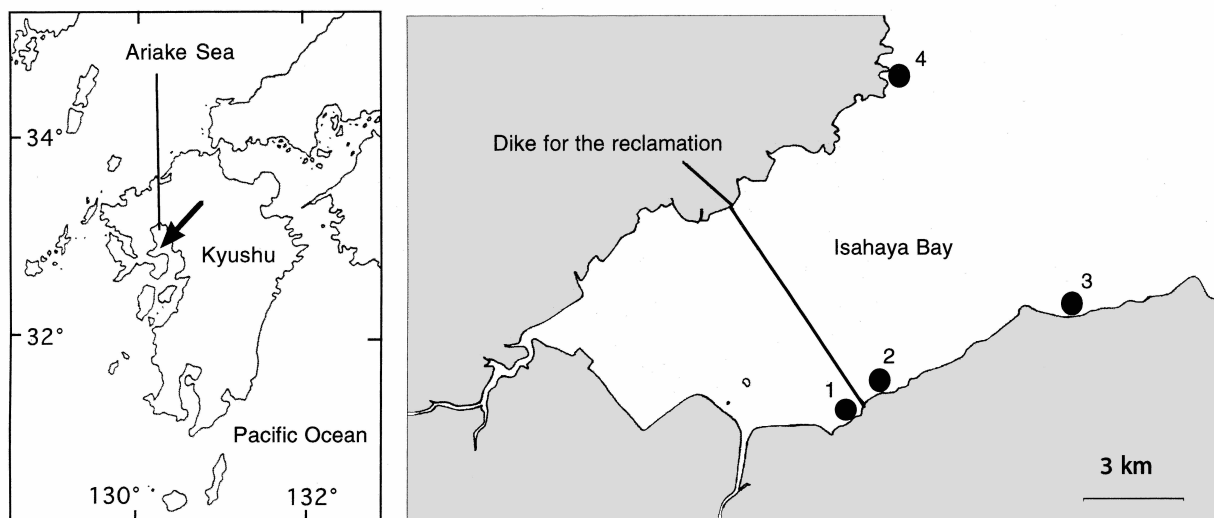 Ariake Sea
34°
Kyushu
32°
Pacific Ocean
130°
132°
4
Dike for the reclamation
Isahaya Bay
3
2
1
3 km